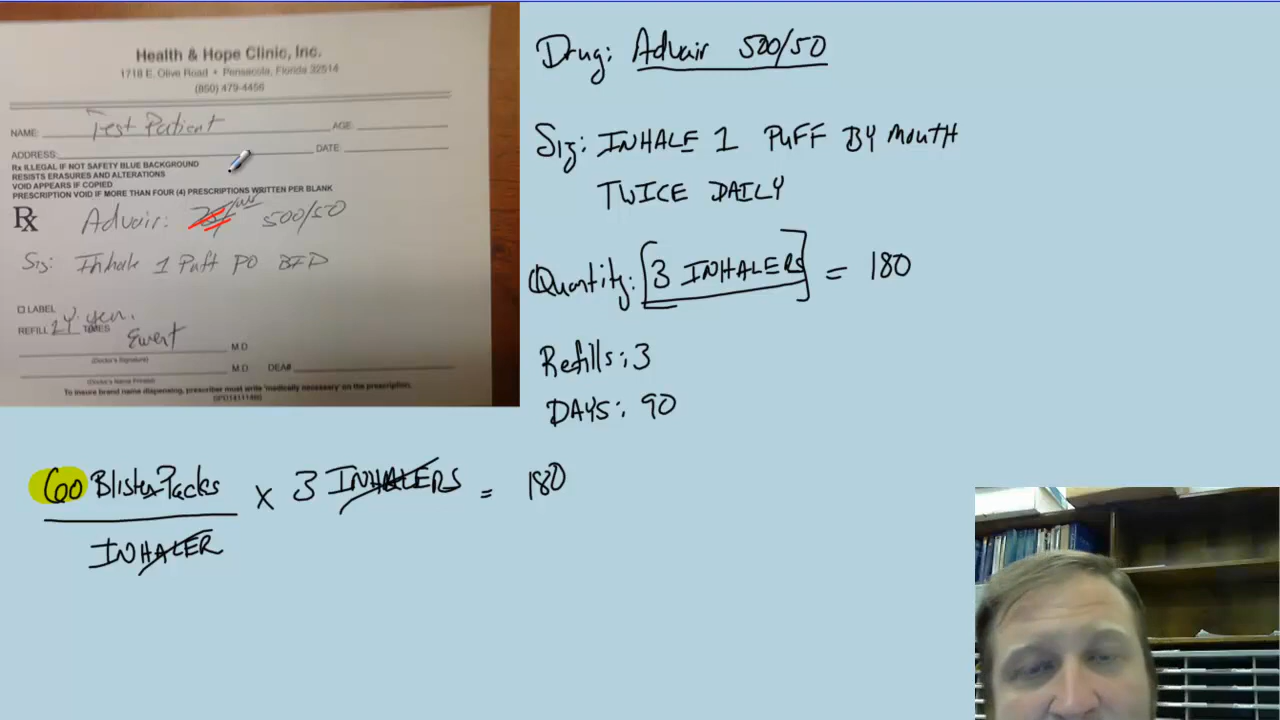 Health & Hope Clinic, Inc.
1718 E. Olive Road • Pensacola, Florida 32514
(850) 479-4456
NAME: Test Patient AGE:
ADDRESS: DATE:
Rx ILLEGAL IF NOT SAFETY BLUE BACKGROUND
RESISTS ERASURES AND ALTERATIONS
VOID APPEARS IF COPIED
PRESCRIPTION VOID IF MORE THAN FOUR (4) PRESCRIPTIONS WRITTEN PER BLANK
Rx Advair: 500/50
Sig: Inhale 1 Puff PO BID
LABEL
REFILL 1 year. TIMES
Ewert M.D.
(Doctor's Signature)
M.D. DEA#
(Doctor's Name Printed)
To insure brand name dispensing, prescriber must write 'medically necessary' on the prescription.
Drug: Advair 500/50
Sig: INHALE 1 PUFF BY MOUTH
TWICE DAILY
Quantity: [3 INHALERS] = 180
Refills: 3
DAYS: 90
60 Blister Packs x 3 INHALERS = 180
INHALER